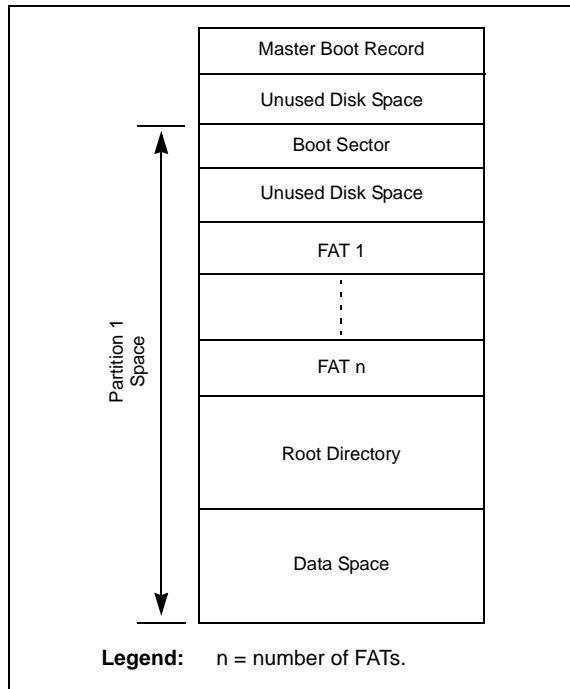 Master Boot Record
Unused Disk Space
Boot Sector
Unused Disk Space
FAT 1
FAT n
Root Directory
Data Space
Partition 1
Space
Legend: n = number of FATs.